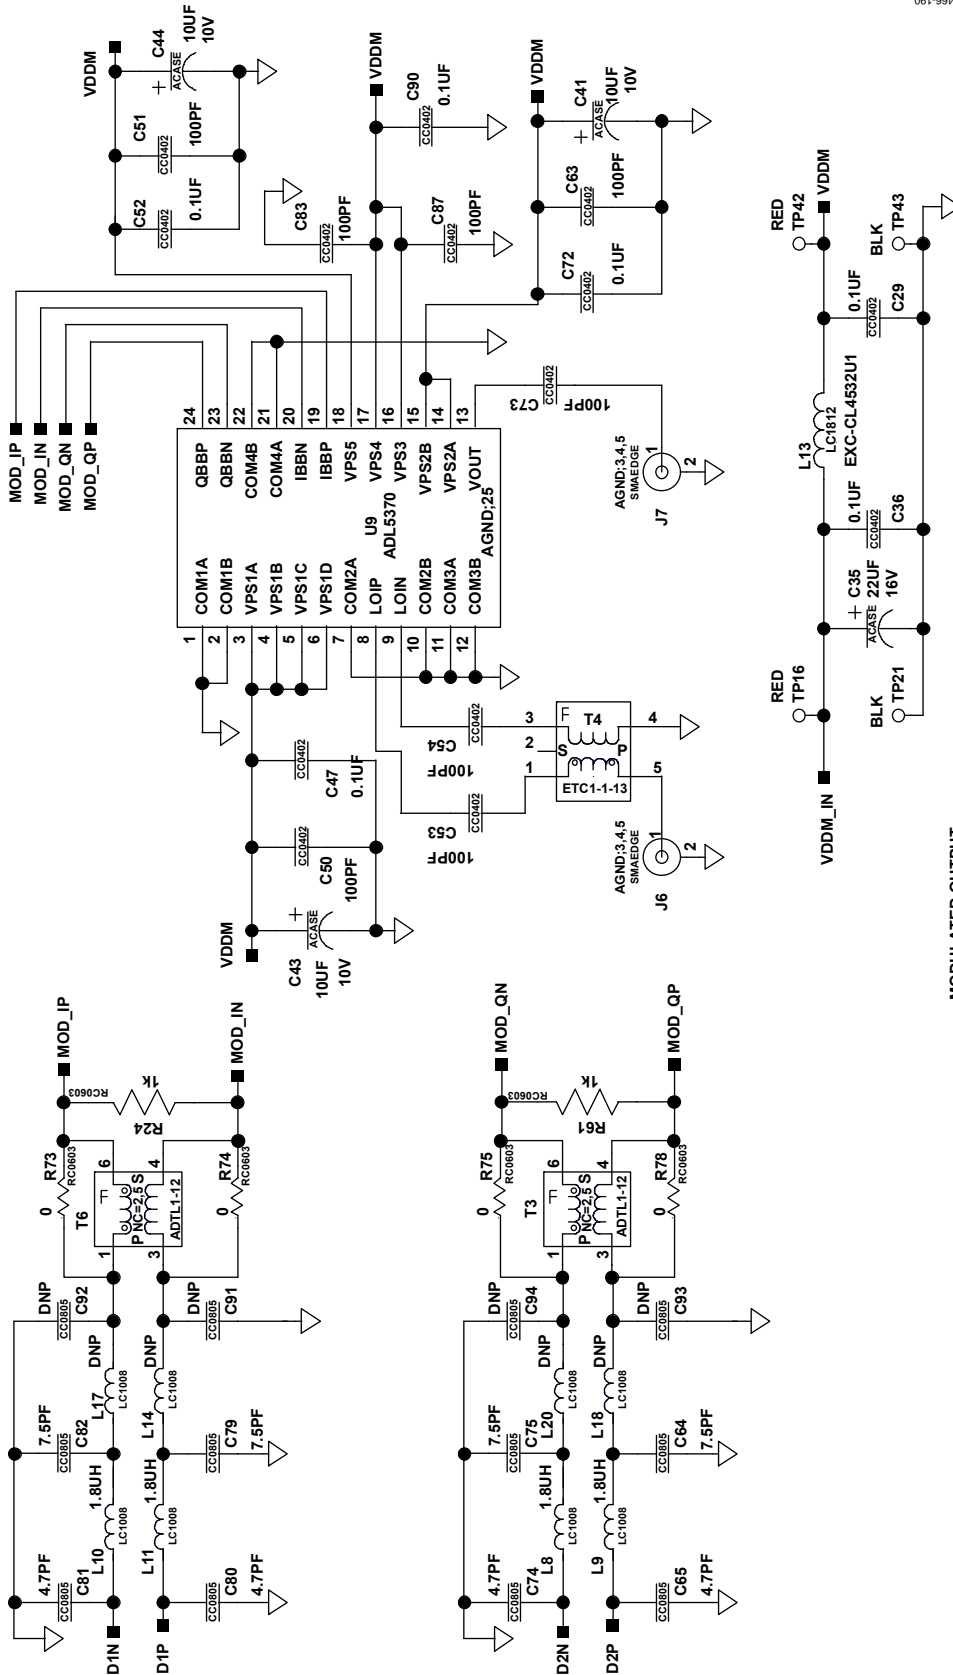 VDDM
C44
10UF
10V
ACASE
+
C51
100PF
CC0402
C52
0.1UF
CC0402
C83
100PF
CC0402
VDDM
C90
0.1UF
CC0402
C87
100PF
CC0402
VDDM
C41
10UF
10V
ACASE
+
C63
100PF
CC0402
C72
0.1UF
CC0402
MOD_IP
MOD_IN
MOD_QN
MOD_QP
24 QBBP
23 QBBN
22 COM4B
21 COM4A
20 IBBN
19 IBBP
18 VPS5
17 VPS4
16 VPS3
15 VPS2B
14 VPS2A
13 VOUT
U9
ADL5370
AGND;25
1 COM1A
2 COM1B
3 VPS1A
4 VPS1B
5 VPS1C
6 VPS1D
7 COM2A
8 LOIP
9 LOIN
10 COM2B
11 COM3A
12 COM3B
C73
100PF
CC0402
AGND;3,4,5
SMAEDGE
1
2
J7
C47
0.1UF
CC0402
C50
100PF
CC0402
VDDM
C43
10UF
10V
ACASE
+
C54
100PF
CC0402
C53
100PF
CC0402
3
2
1
4
5
F
T4
S
P
ETC1-1-13
AGND;3,4,5
SMAEDGE
1
2
J6
VDDM_IN
RED
TP16
BLK
TP21
C35
22UF
16V
ACASE
+
0.1UF
C36
CC0402
L13
LC1812
EXC-CL4532U1
0.1UF
C29
CC0402
RED
TP42
BLK
TP43
VDDM
D1N
D1P
4.7PF
C81
CC0805
C80
4.7PF
CC0805
L10
1.8UH
LC1008
L11
1.8UH
LC1008
7.5PF
C82
CC0805
C79
7.5PF
CC0805
L17
DNP
LC1008
L14
DNP
LC1008
DNP
C92
CC0805
DNP
C91
CC0805
T6
1
3
6
4
F
P
NC=2,5
S
ADTL1-12
R73
0
RC0603
R74
0
RC0603
R24
1k
RC0603
MOD_IP
MOD_IN
D2N
D2P
4.7PF
C74
CC0805
C65
4.7PF
CC0805
L8
1.8UH
LC1008
L9
1.8UH
LC1008
7.5PF
C75
CC0805
C64
7.5PF
CC0805
L20
DNP
LC1008
L18
DNP
LC1008
DNP
C94
CC0805
DNP
C93
CC0805
T3
1
3
6
4
F
P
NC=2,5
S
ADTL1-12
R75
0
RC0603
R78
0
RC0603
R61
1k
RC0603
MOD_QN
MOD_QP